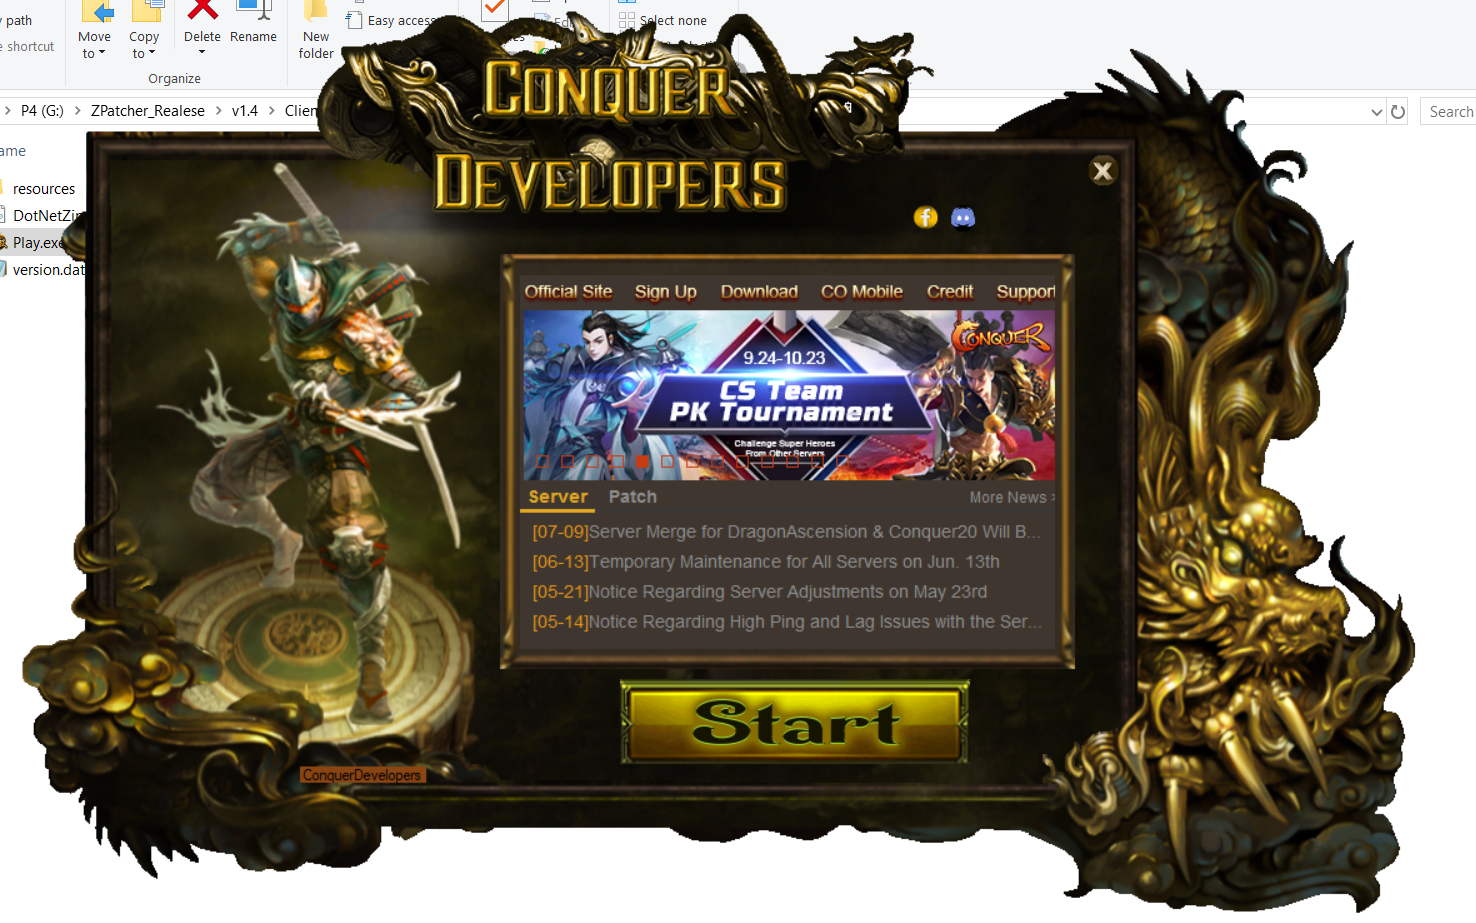 path
Easy access
Select none
shortcut
Move to
Copy to
Delete
Rename
New folder
Organize
P4 (G:) > ZPatcher_Realese > v1.4 >
Search
resources
Play.exe
version.dat
CONQUER
DEVELOPERS
Official Site Sign Up Download CO Mobile Credit Support
9.24-10.23
CONQUER
CS Team
PK Tournament
Challenge Super Heroes
From Other Servers
Server Patch More News >
[07-09]Server Merge for DragonAscension & Conquer20 Will B...
[06-13]Temporary Maintenance for All Servers on Jun. 13th
[05-21]Notice Regarding Server Adjustments on May 23rd
[05-14]Notice Regarding High Ping and Lag Issues with the Ser...
Start
ConquerDevelopers